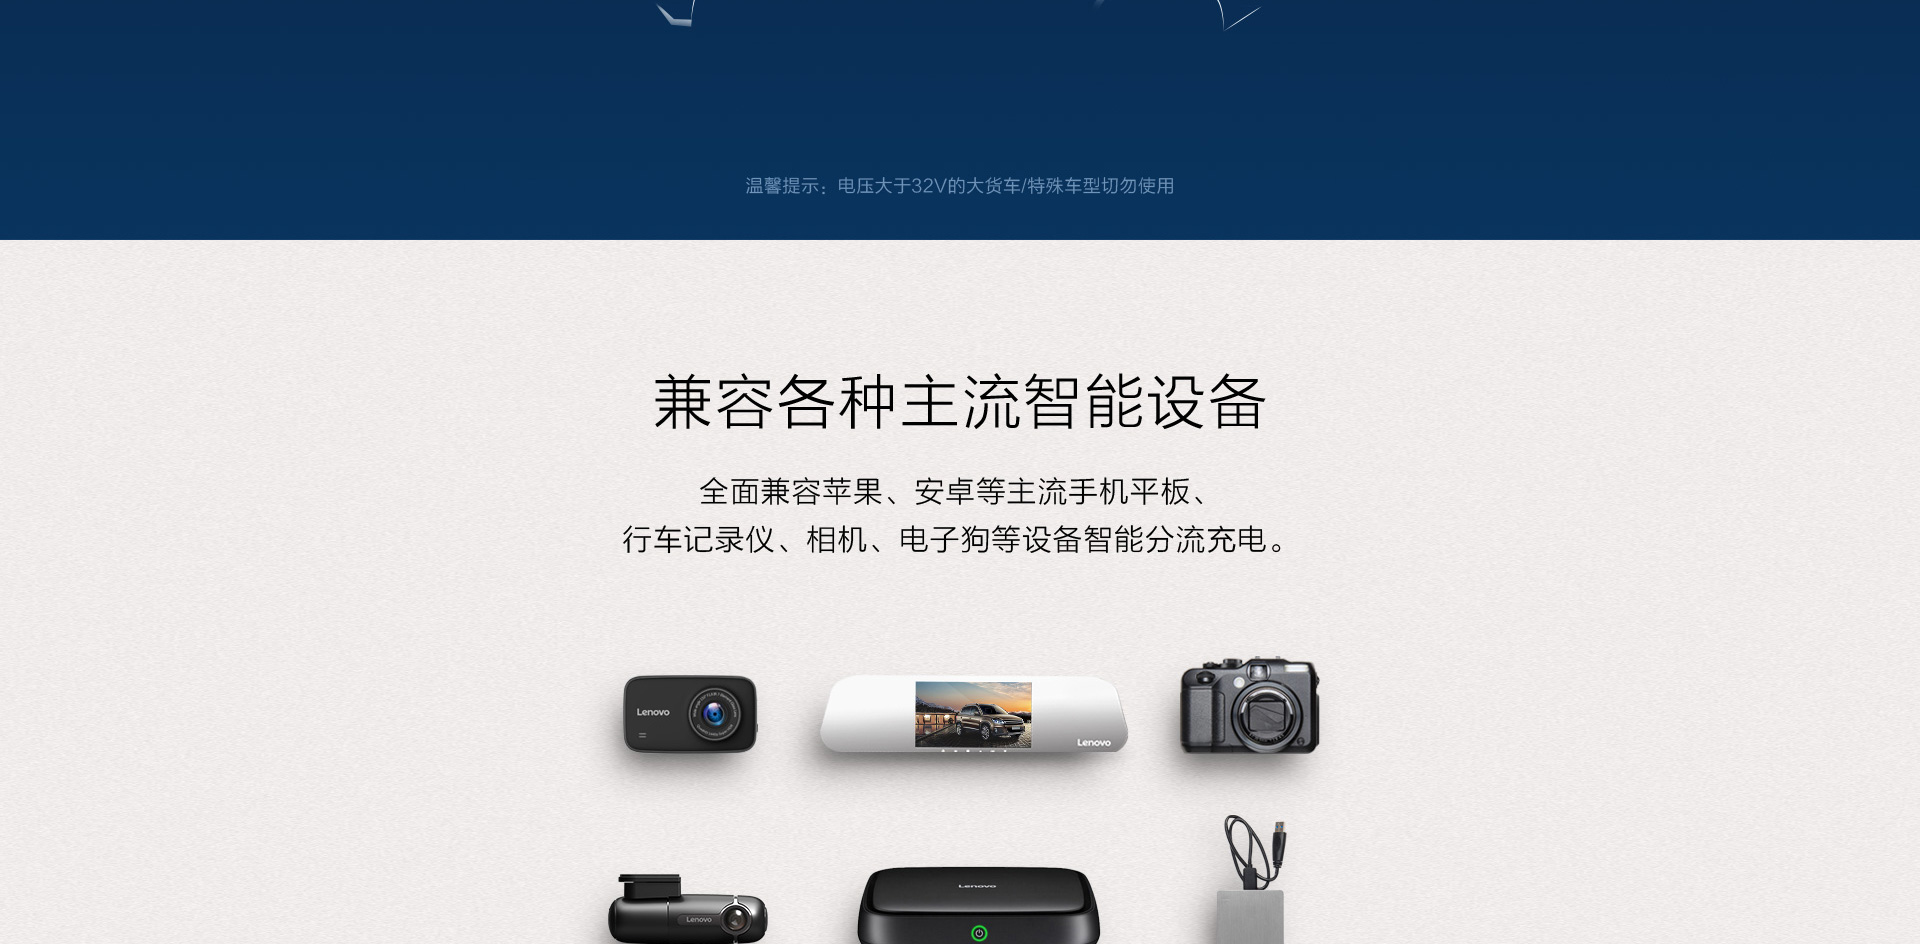 温馨提示：电压大于32V的大货车/特殊车型切勿使用
兼容各种主流智能设备
全面兼容苹果、安卓等主流手机平板、
行车记录仪、相机、电子狗等设备智能分流充电。
Lenovo
Lenovo
Lenovo
Lenovo